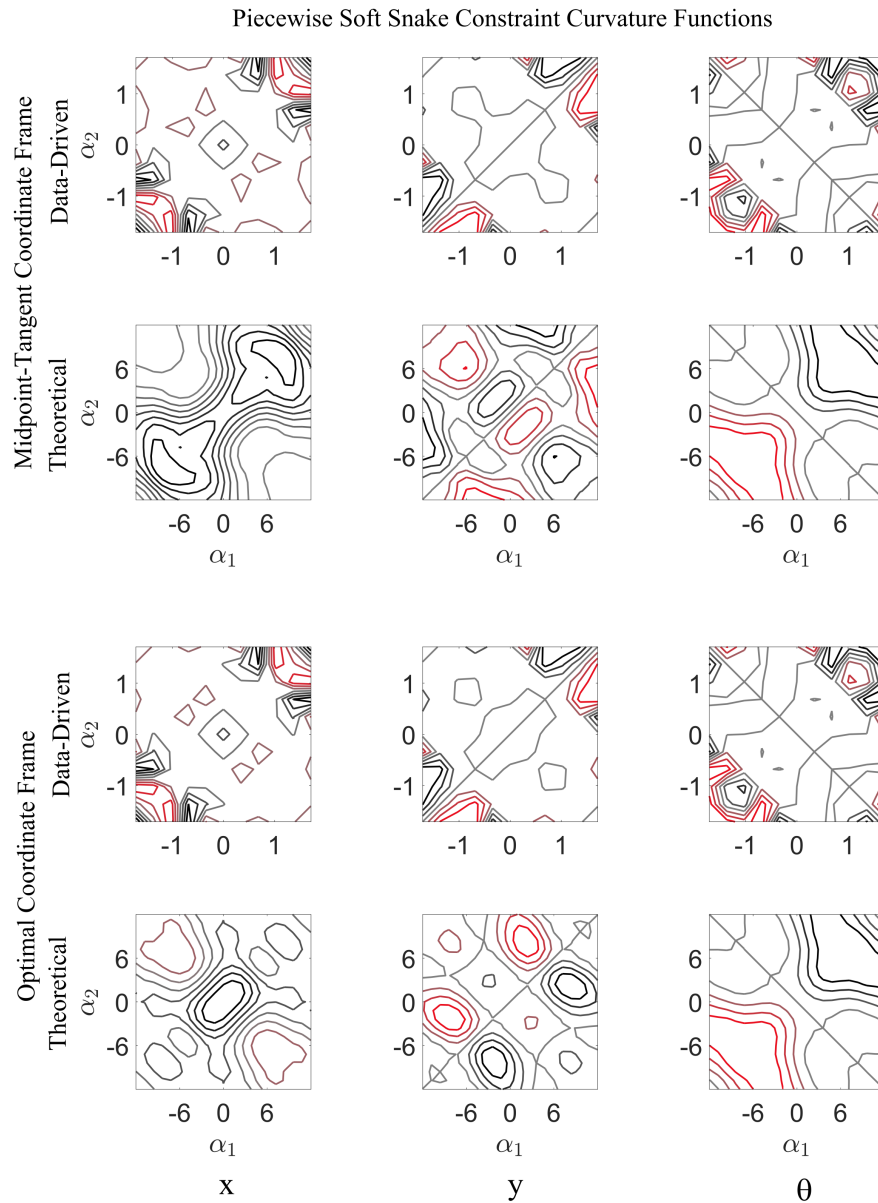 Piecewise Soft Snake Constraint Curvature Functions
Midpoint-Tangent Coordinate Frame
Data-Driven
α₂
1
0
-1
-1 0 1
-1 0 1
-1 0 1
Theoretical
α₂
6
0
-6
-6 0 6
-6 0 6
-6 0 6
α₁
α₁
α₁
Optimal Coordinate Frame
Data-Driven
α₂
1
0
-1
-1 0 1
-1 0 1
-1 0 1
Theoretical
α₂
6
0
-6
-6 0 6
-6 0 6
-6 0 6
α₁
α₁
α₁
x
y
θ